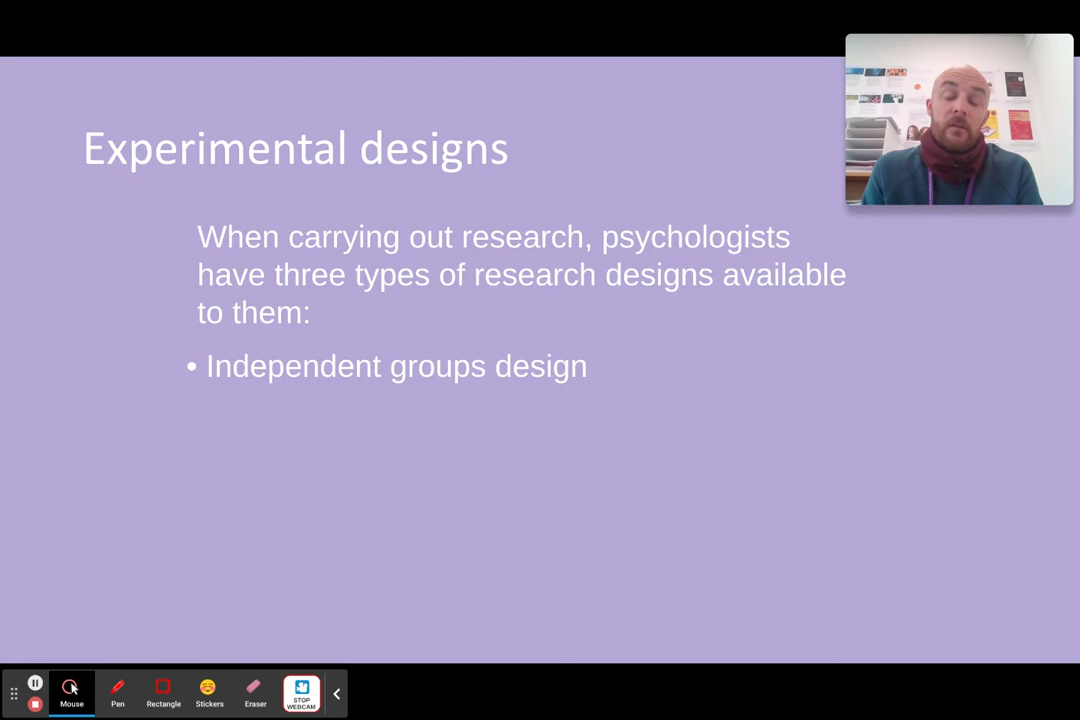 Experimental designs
When carrying out research, psychologists
have three types of research designs available
to them:
• Independent groups design
Mouse
Pen
Rectangle
Stickers
Eraser
STOP
WEBCAM